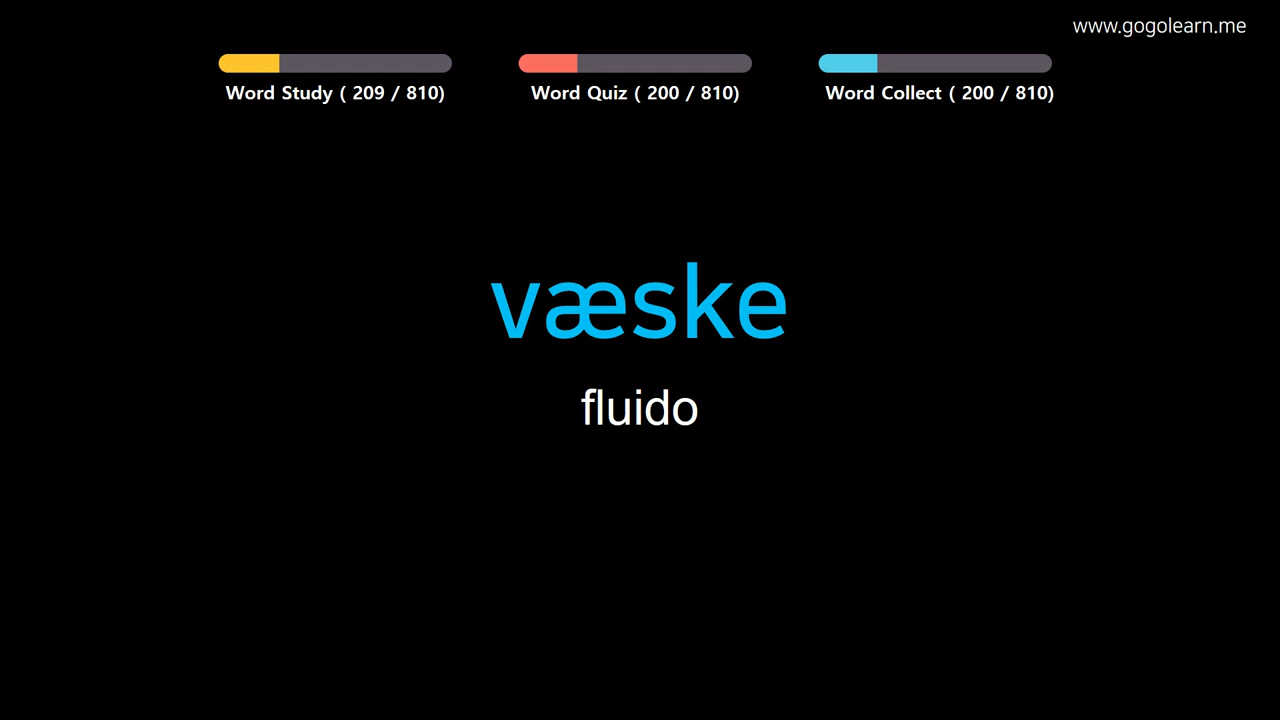 www.gogolearn.me
Word Study ( 209 / 810)
Word Quiz ( 200 / 810)
Word Collect ( 200 / 810)
væske
fluido